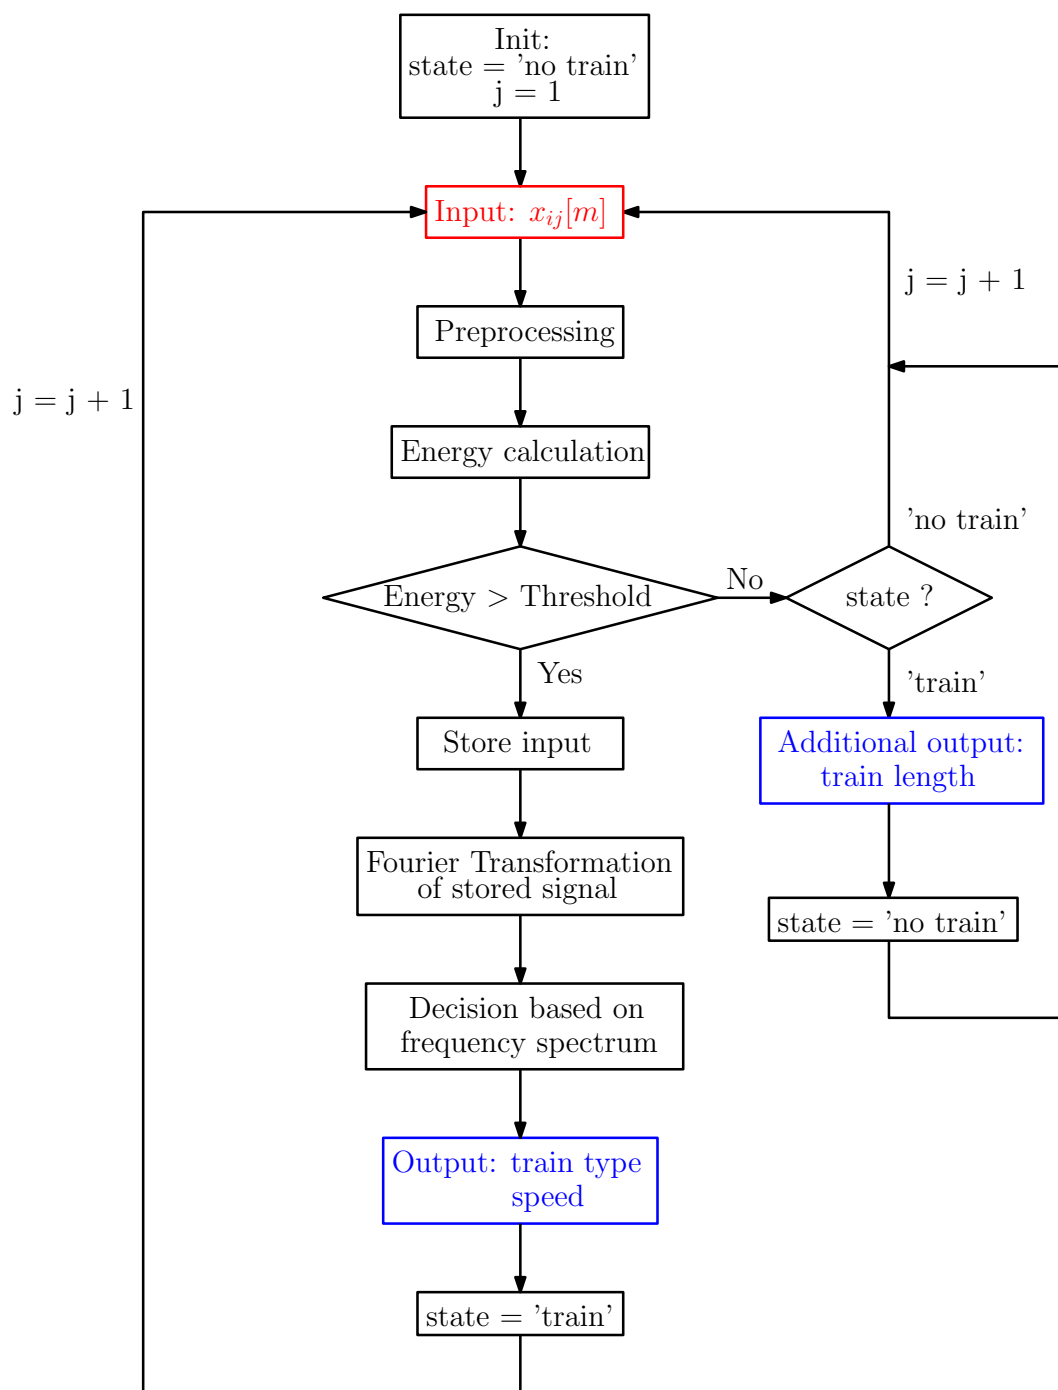 Init:
state = 'no train'
j = 1
Input: x_{ij}[m]
j = j + 1
Preprocessing
j = j + 1
Energy calculation
'no train'
Energy > Threshold
No
state ?
Yes
'train'
Store input
Additional output:
train length
Fourier Transformation
of stored signal
state = 'no train'
Decision based on
frequency spectrum
Output: train type
speed
state = 'train'